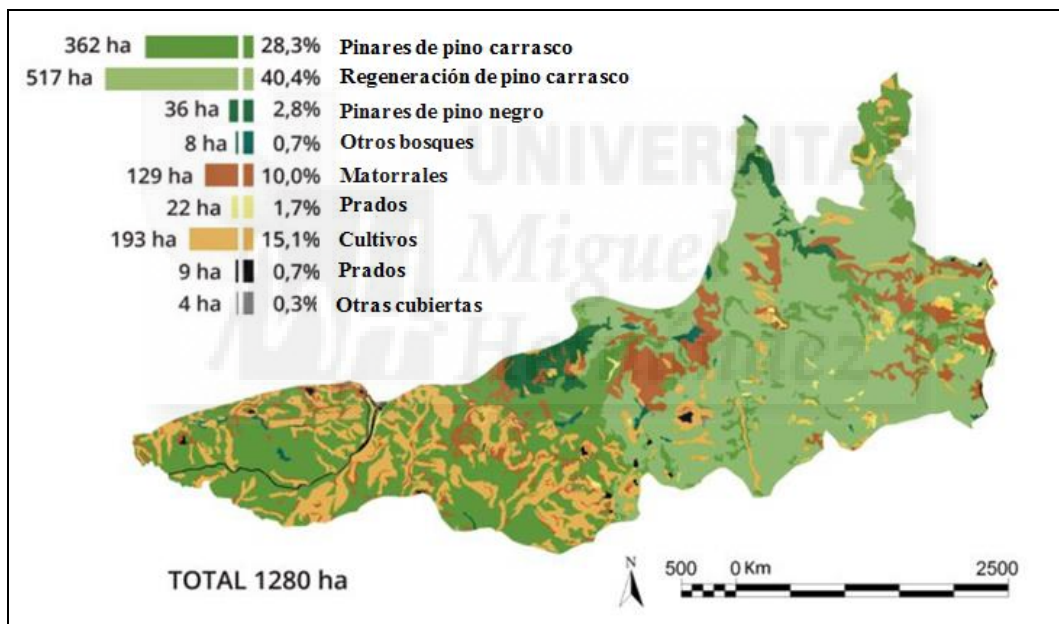 362 ha 28,3% Pinares de pino carrasco
517 ha 40,4% Regeneración de pino carrasco
36 ha 2,8% Pinares de pino negro
8 ha 0,7% Otros bosques
129 ha 10,0% Matorrales
22 ha 1,7% Prados
193 ha 15,1% Cultivos
9 ha 0,7% Prados
4 ha 0,3% Otras cubiertas
UNIVERSITAS
Miguel
Hernández
TOTAL 1280 ha
N
500 0 Km 2500